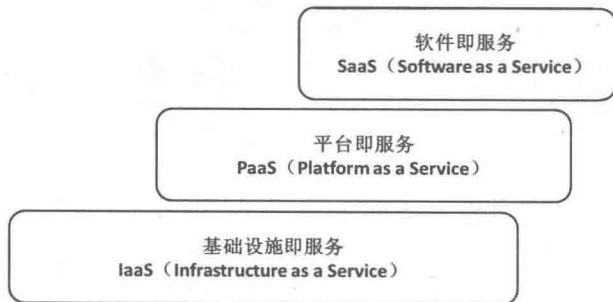 软件即服务
SaaS（Software as a Service）
平台即服务
PaaS（Platform as a Service）
基础设施即服务
IaaS（Infrastructure as a Service）